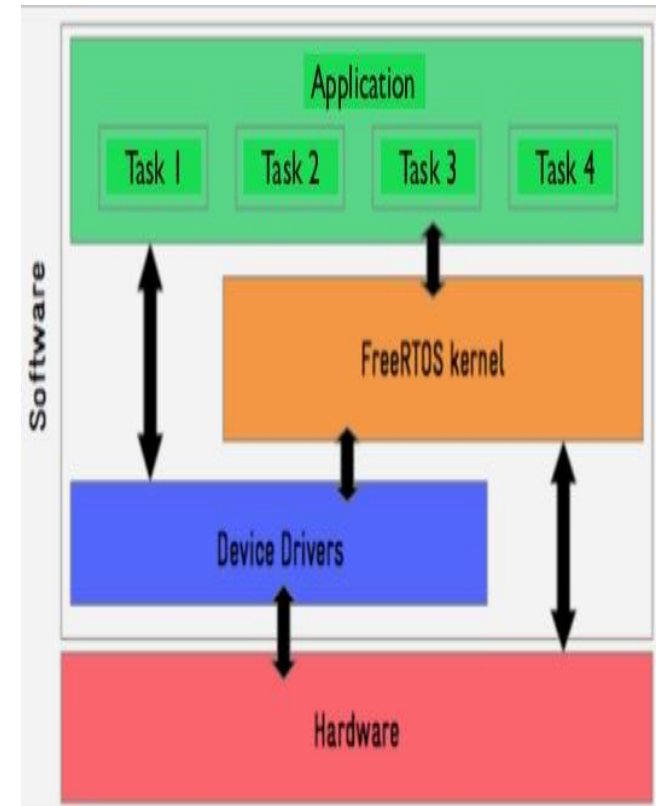 Application
Task 1
Task 2
Task 3
Task 4
Software
FreeRTOS kernel
Device Drivers
Hardware